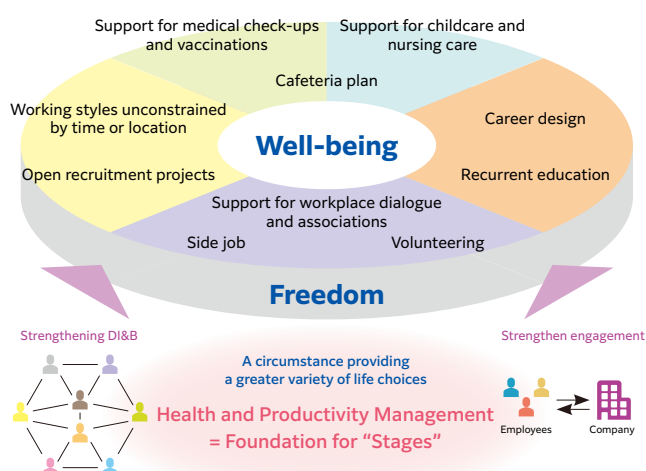 Support for medical check-ups
and vaccinations
Support for childcare and
nursing care
Cafeteria plan
Working styles unconstrained
by time or location
Career design
Well-being
Open recruitment projects
Recurrent education
Support for workplace dialogue
and associations
Side job
Volunteering
Freedom
Strengthening DI&B
Strengthen engagement
A circumstance providing
a greater variety of life choices
Health and Productivity Management
= Foundation for “Stages”
Employees
Company